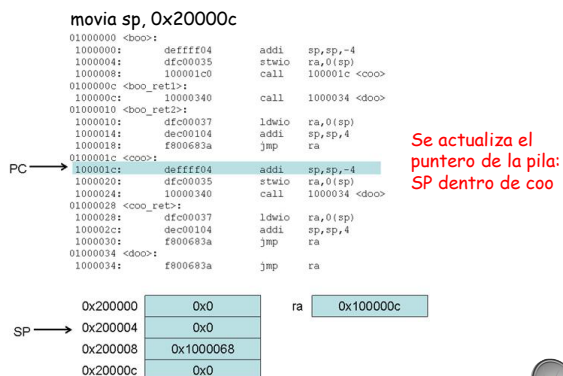 movia sp, 0x20000c
01000000 <boo>:
1000000: deffff04 addi sp,sp,-4
1000004: dfc00035 stwio ra,0(sp)
1000008: 100001c0 call 100001c <coo>
0100000c <boo_ret1>:
100000c: 10000340 call 1000034 <doo>
01000010 <boo_ret2>:
1000010: dfc00037 ldwio ra,0(sp)
1000014: dec00104 addi sp,sp,4
1000018: f800683a jmp ra
0100001c <coo>:
PC 100001c: deffff04 addi sp,sp,-4
1000020: dfc00035 stwio ra,0(sp)
1000024: 10000340 call 1000034 <doo>
01000028 <coo_ret>:
1000028: dfc00037 ldwio ra,0(sp)
100002c: dec00104 addi sp,sp,4
1000030: f800683a jmp ra
01000034 <doo>:
1000034: f800683a jmp ra
Se actualiza el
puntero de la pila:
SP dentro de coo
0x200000 0x0 ra 0x100000c
SP 0x200004 0x0
0x200008 0x1000068
0x20000c 0x0